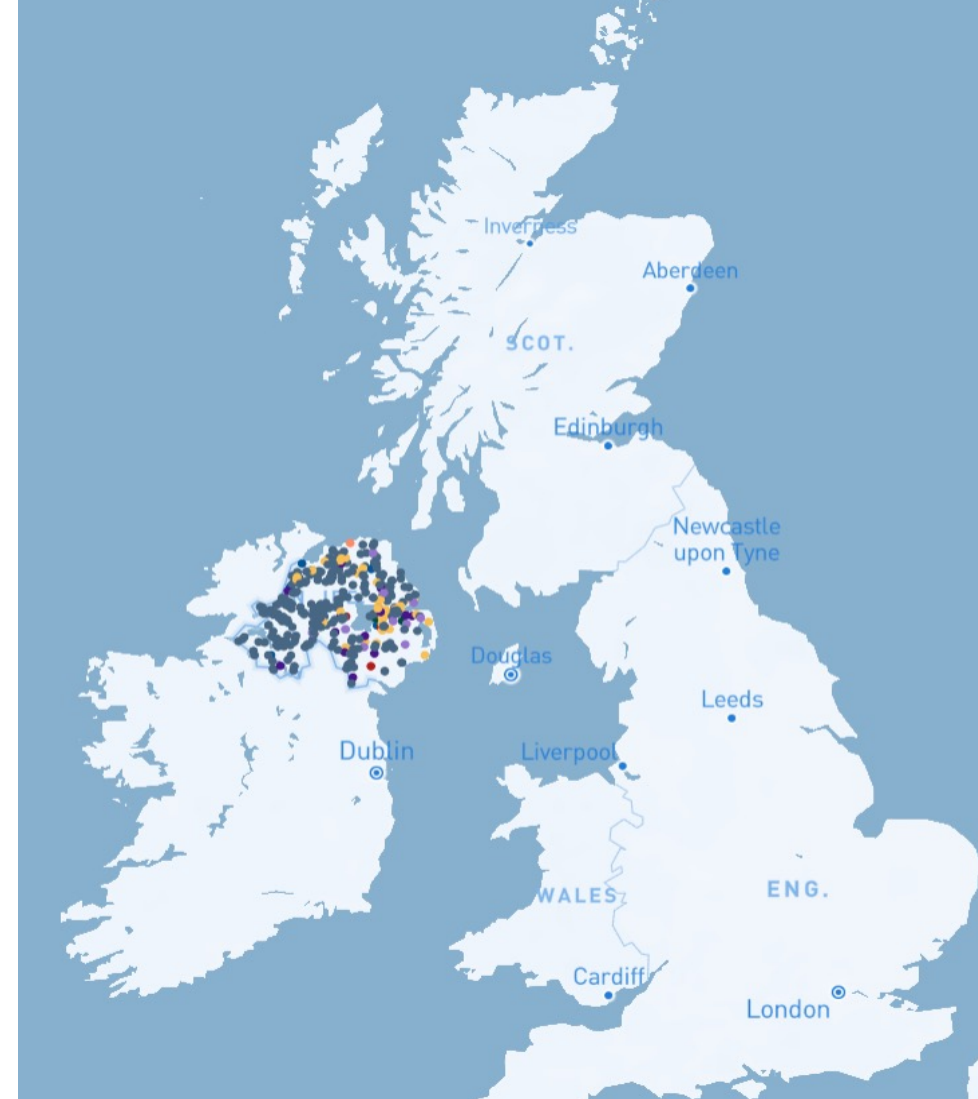 Inverness
Aberdeen
SCOT.
Edinburgh
Newcastle
upon Tyne
Douglas
Leeds
Dublin
Liverpool
WALES
ENG.
Cardiff
London